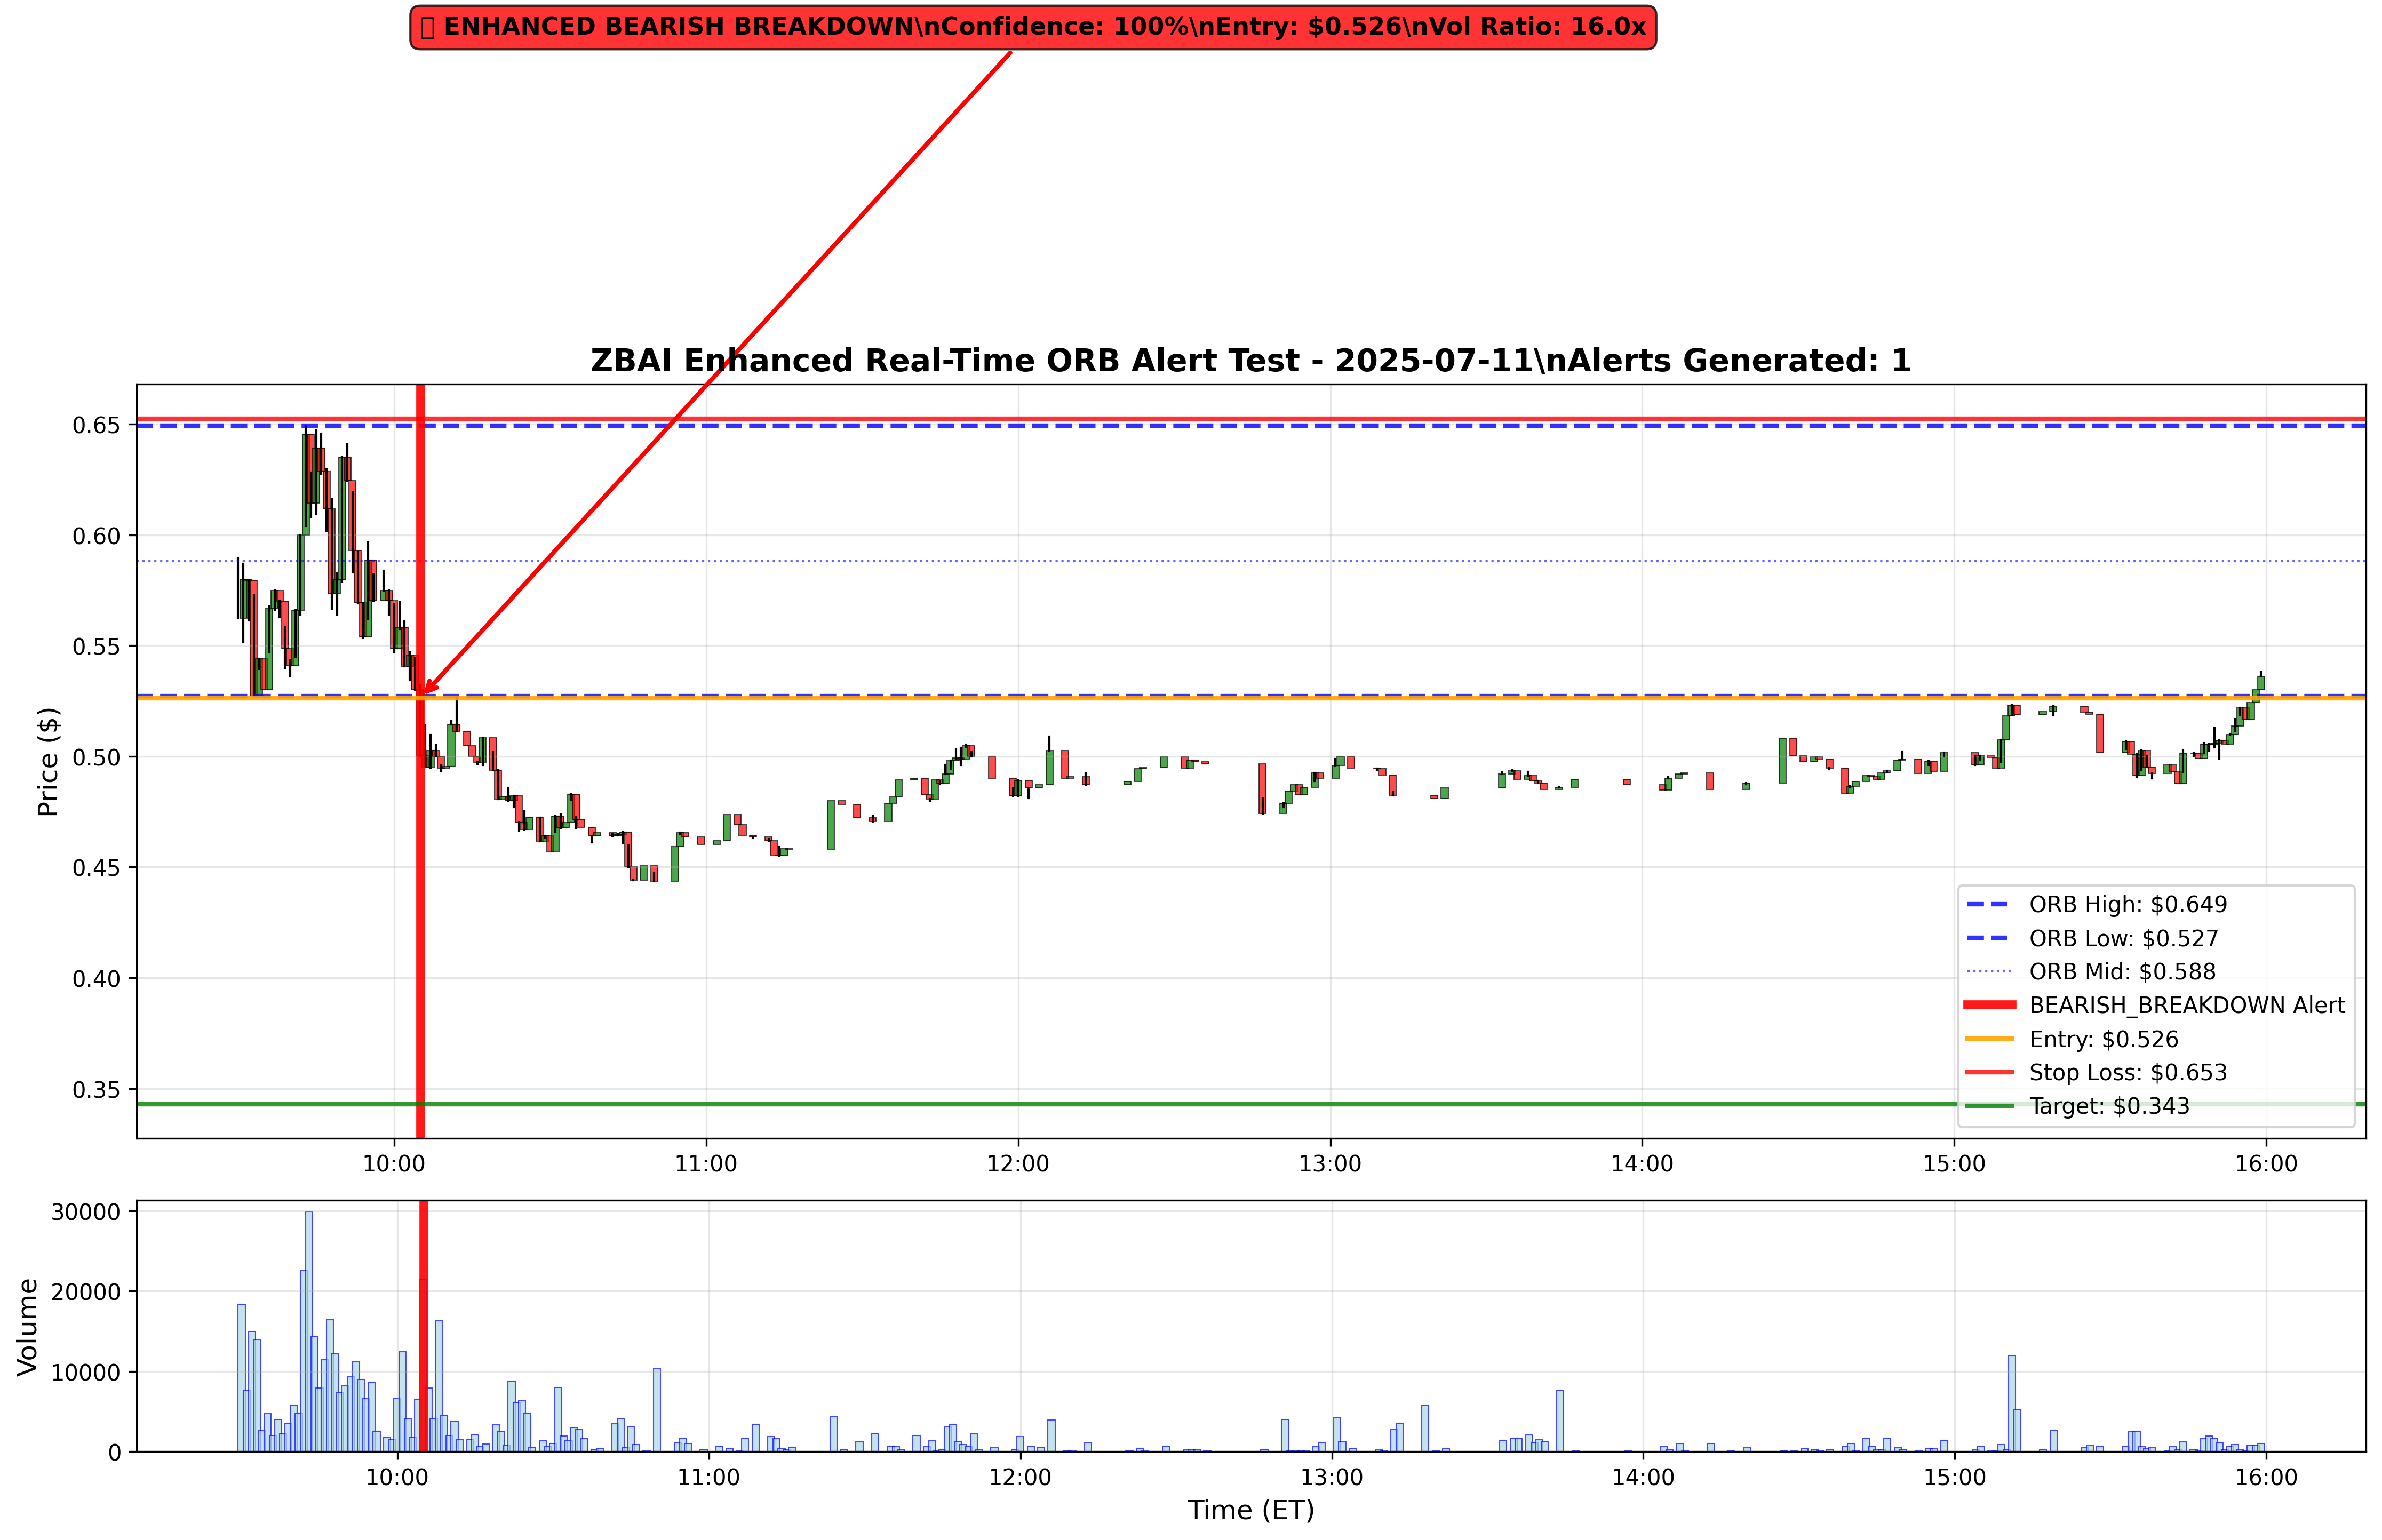 ▯ ENHANCED BEARISH BREAKDOWN\nConfidence: 100%\nEntry: $0.526\nVol Ratio: 16.0x
ZBAI Enhanced Real-Time ORB Alert Test - 2025-07-11\nAlerts Generated: 1
Price ($)
0.65
0.60
0.55
0.50
0.45
0.40
0.35
ORB High: $0.649
ORB Low: $0.527
ORB Mid: $0.588
BEARISH_BREAKDOWN Alert
Entry: $0.526
Stop Loss: $0.653
Target: $0.343
10:00 11:00 12:00 13:00 14:00 15:00 16:00
Volume
30000
20000
10000
0
10:00 11:00 12:00 13:00 14:00 15:00 16:00
Time (ET)